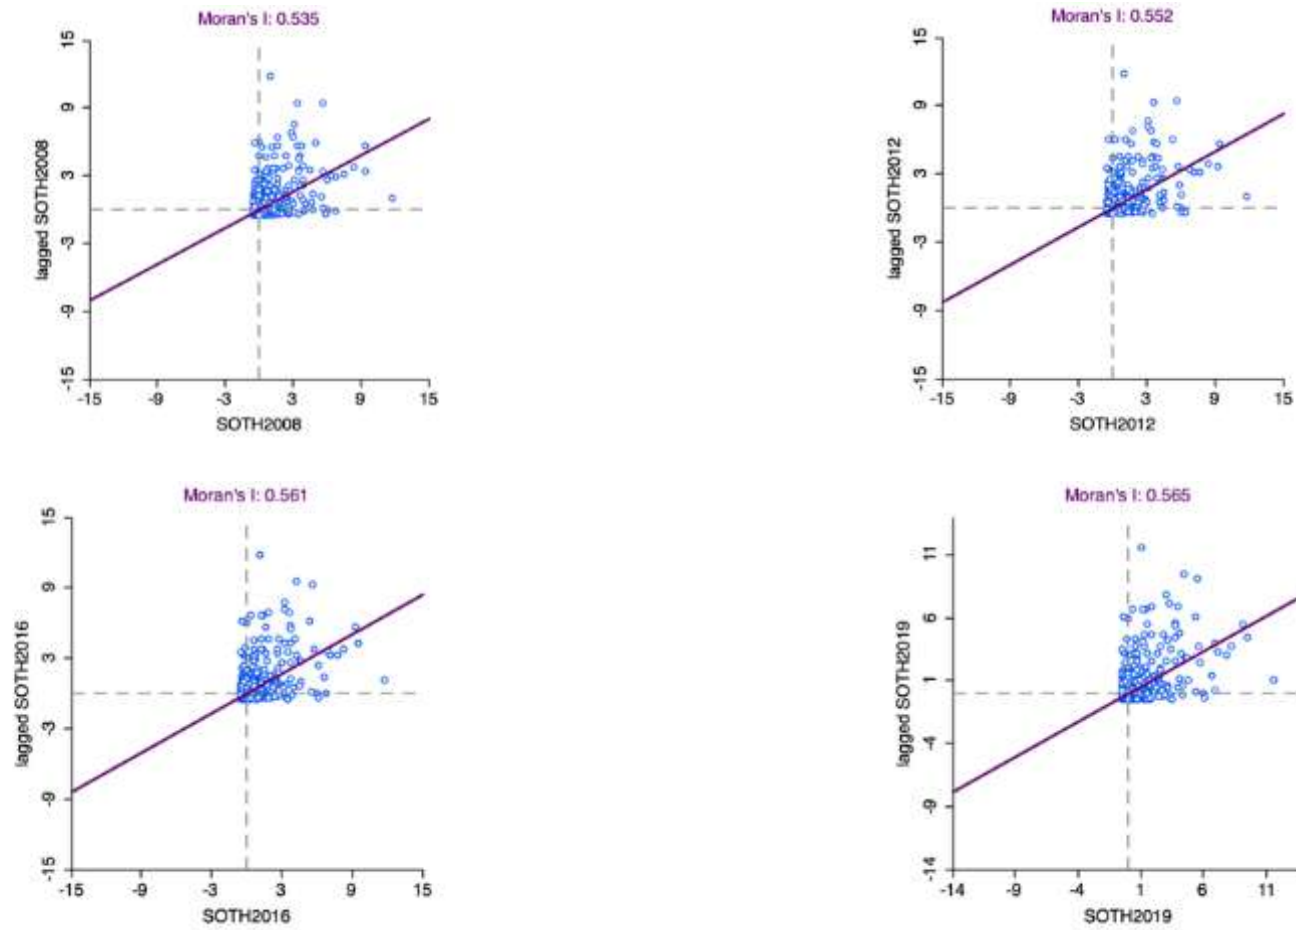 Moran's I: 0.535
15
9
3
-3
-9
-15
lagged SOTH2008
-15 -9 -3 3 9 15
SOTH2008
Moran's I: 0.552
15
9
3
-3
-9
-15
lagged SOTH2012
-15 -9 -3 3 9 15
SOTH2012
Moran's I: 0.561
15
9
3
-3
-9
-15
lagged SOTH2016
-15 -9 -3 3 9 15
SOTH2016
Moran's I: 0.565
11
6
1
-4
-9
-14
lagged SOTH2019
-14 -9 -4 1 6 11
SOTH2019